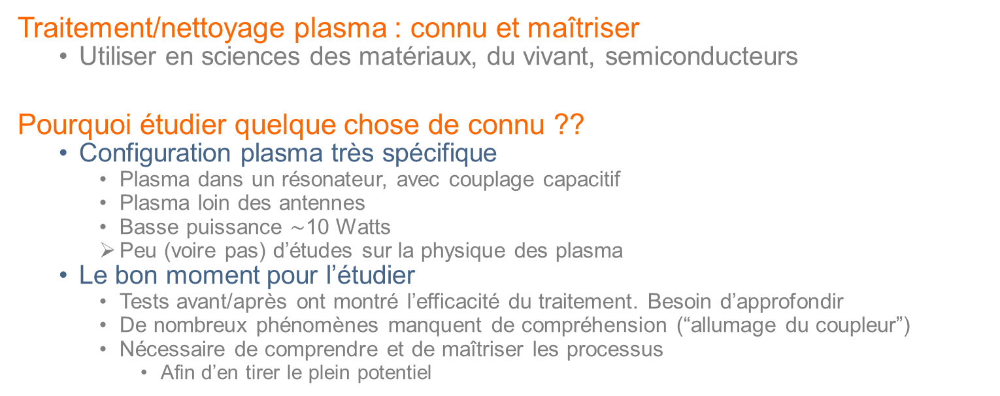 Traitement/nettoyage plasma : connu et maîtriser
• Utiliser en sciences des matériaux, du vivant, semiconducteurs
Pourquoi étudier quelque chose de connu ??
• Configuration plasma très spécifique
• Plasma dans un résonateur, avec couplage capacitif
• Plasma loin des antennes
• Basse puissance ~10 Watts
➢ Peu (voire pas) d’études sur la physique des plasma
• Le bon moment pour l’étudier
• Tests avant/après ont montré l’efficacité du traitement. Besoin d’approfondir
• De nombreux phénomènes manquent de compréhension (“allumage du coupleur”)
• Nécessaire de comprendre et de maîtriser les processus
• Afin d’en tirer le plein potentiel